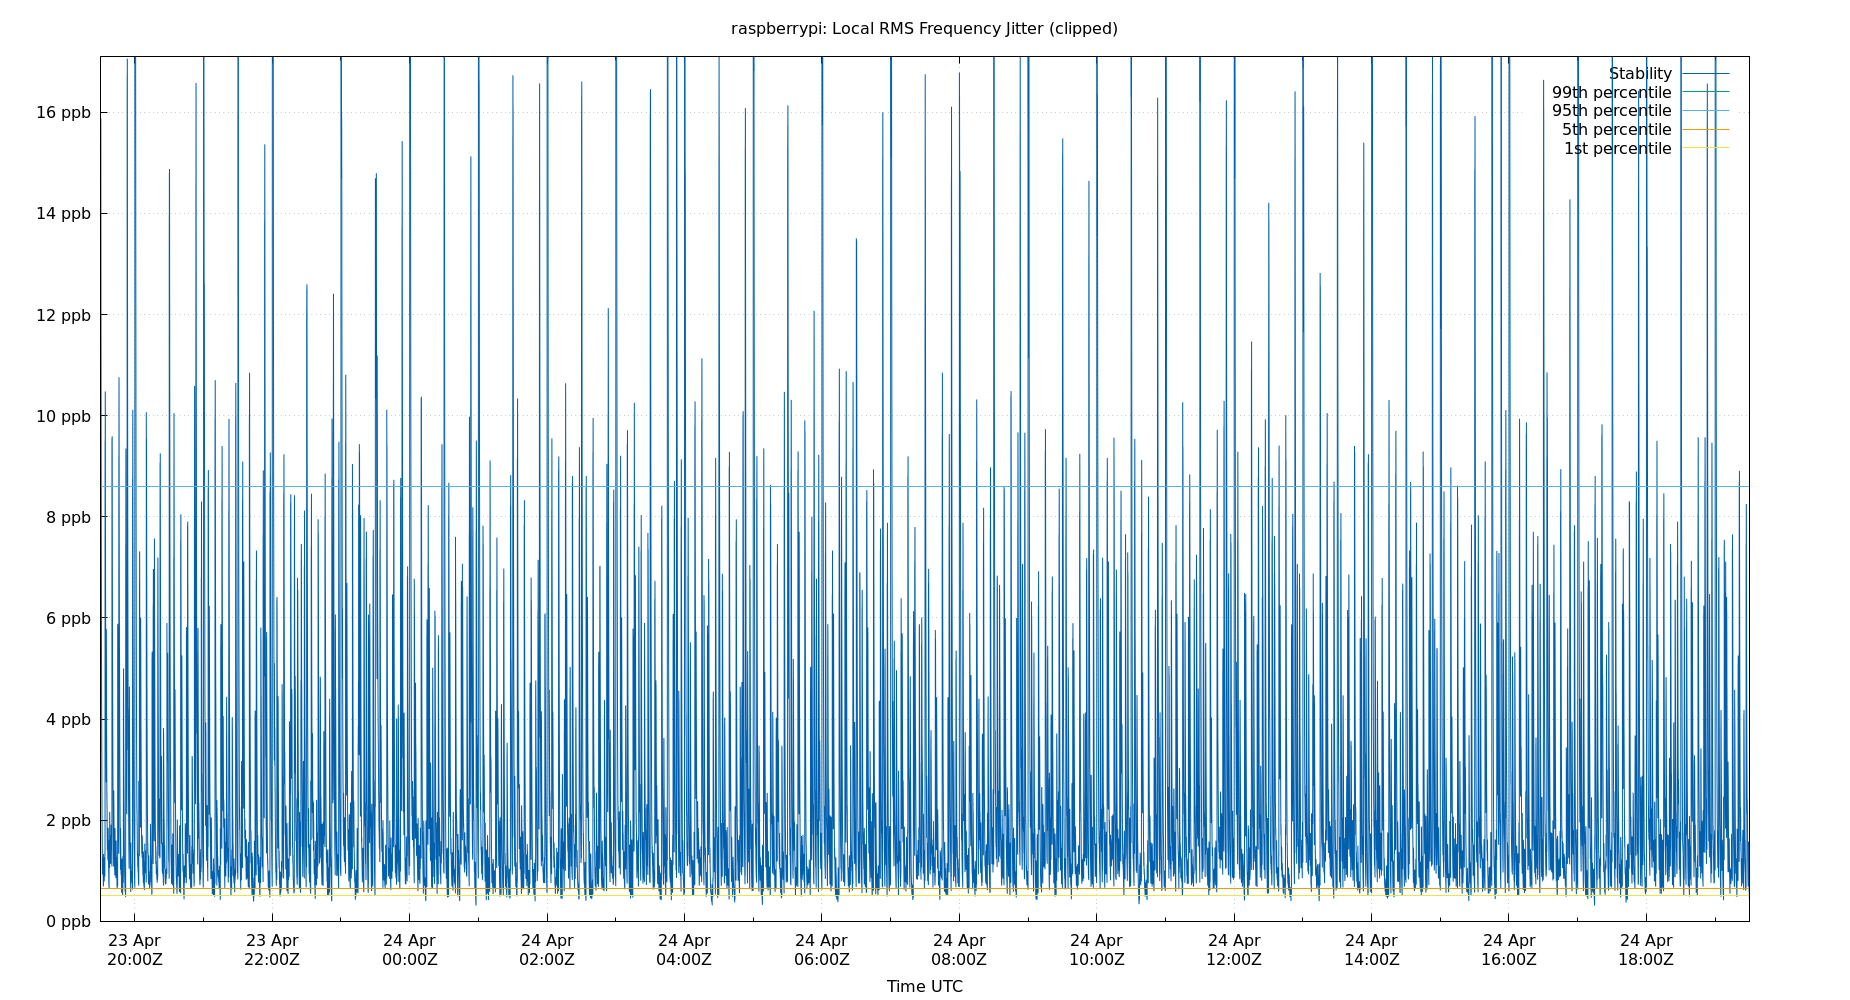 raspberrypi: Local RMS Frequency Jitter (clipped)
Stability
99th percentile
95th percentile
5th percentile
1st percentile
16 ppb
14 ppb
12 ppb
10 ppb
8 ppb
6 ppb
4 ppb
2 ppb
0 ppb
23 Apr 23 Apr 24 Apr 24 Apr 24 Apr 24 Apr 24 Apr 24 Apr 24 Apr 24 Apr 24 Apr 24 Apr
20:00Z 22:00Z 00:00Z 02:00Z 04:00Z 06:00Z 08:00Z 10:00Z 12:00Z 14:00Z 16:00Z 18:00Z
Time UTC